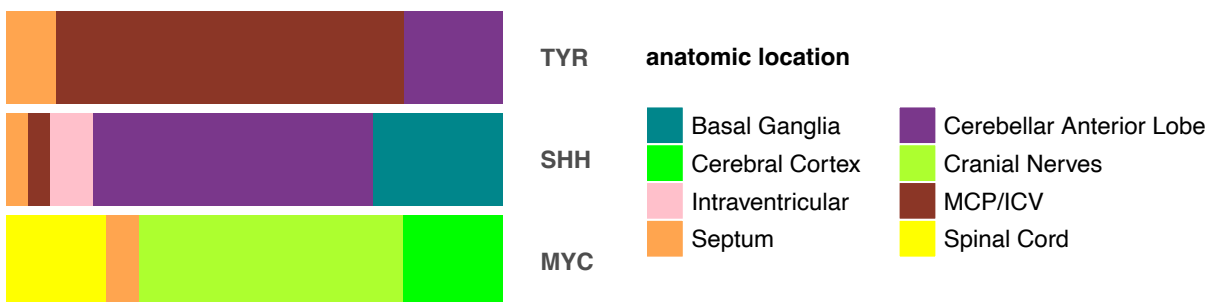 TYR
SHH
MYC
anatomic location
Basal Ganglia
Cerebral Cortex
Intraventricular
Septum
Cerebellar Anterior Lobe
Cranial Nerves
MCP/ICV
Spinal Cord